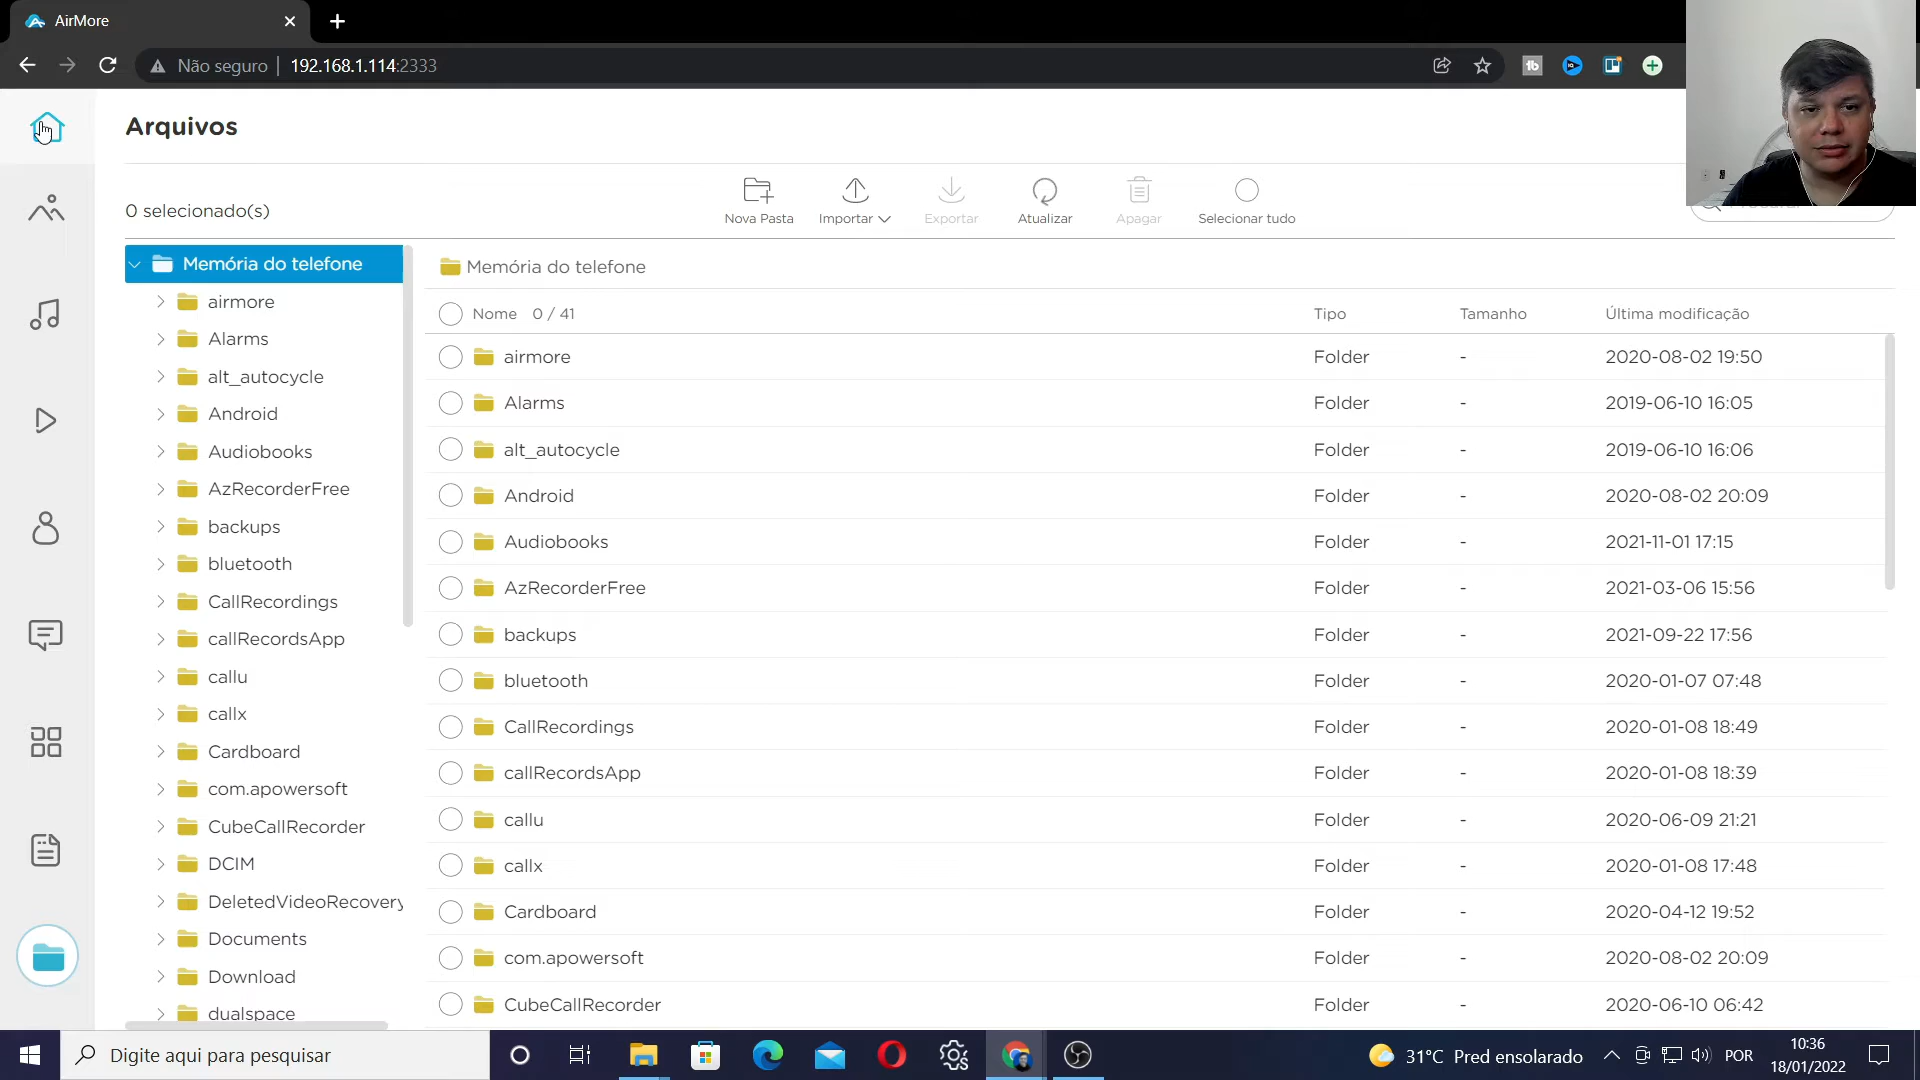 AirMore
Não seguro 192.168.1.114:2333
Arquivos
0 selecionado(s)
Nova Pasta Importar Exportar Atualizar Apagar Selecionar tudo
Memória do telefone
airmore
Alarms
alt_autocycle
Android
Audiobooks
AzRecorderFree
backups
bluetooth
CallRecordings
callRecordsApp
callu
callx
Cardboard
com.apowersoft
CubeCallRecorder
DCIM
DeletedVideoRecovery
Documents
Download
dualspace
Memória do telefone
Nome 0 / 41 Tipo Tamanho Última modificação
airmore Folder - 2020-08-02 19:50
Alarms Folder - 2019-06-10 16:05
alt_autocycle Folder - 2019-06-10 16:06
Android Folder - 2020-08-02 20:09
Audiobooks Folder - 2021-11-01 17:15
AzRecorderFree Folder - 2021-03-06 15:56
backups Folder - 2021-09-22 17:56
bluetooth Folder - 2020-01-07 07:48
CallRecordings Folder - 2020-01-08 18:49
callRecordsApp Folder - 2020-01-08 18:39
callu Folder - 2020-06-09 21:21
callx Folder - 2020-01-08 17:48
Cardboard Folder - 2020-04-12 19:52
com.apowersoft Folder - 2020-08-02 20:09
CubeCallRecorder Folder - 2020-06-10 06:42
Digite aqui para pesquisar
31°C Pred ensolarado
POR
10:36
18/01/2022